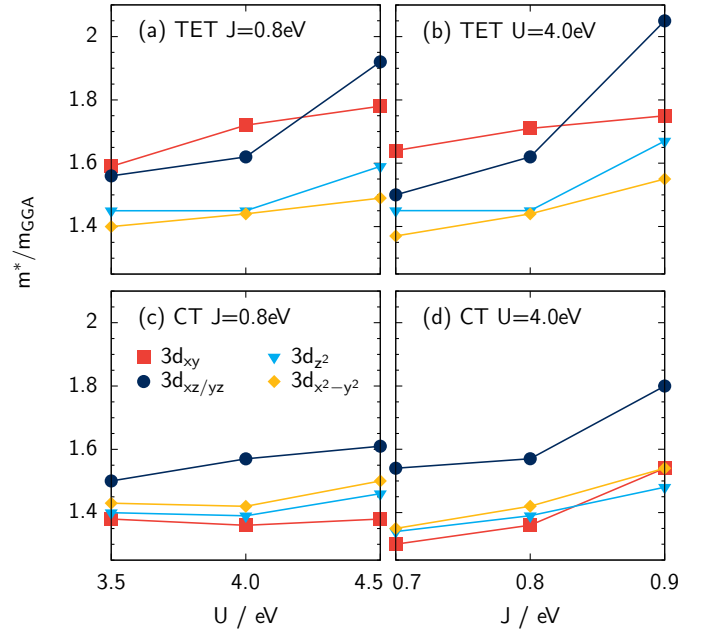 (a) TET J=0.8eV
(b) TET U=4.0eV
2
1.8
1.6
1.4
m*/mGGA
(c) CT J=0.8eV
(d) CT U=4.0eV
3dxy
3dz²
3dxz/yz
3dx²−y²
2
1.8
1.6
1.4
3.5 4.0 4.5 0.7 0.8 0.9
U / eV
J / eV